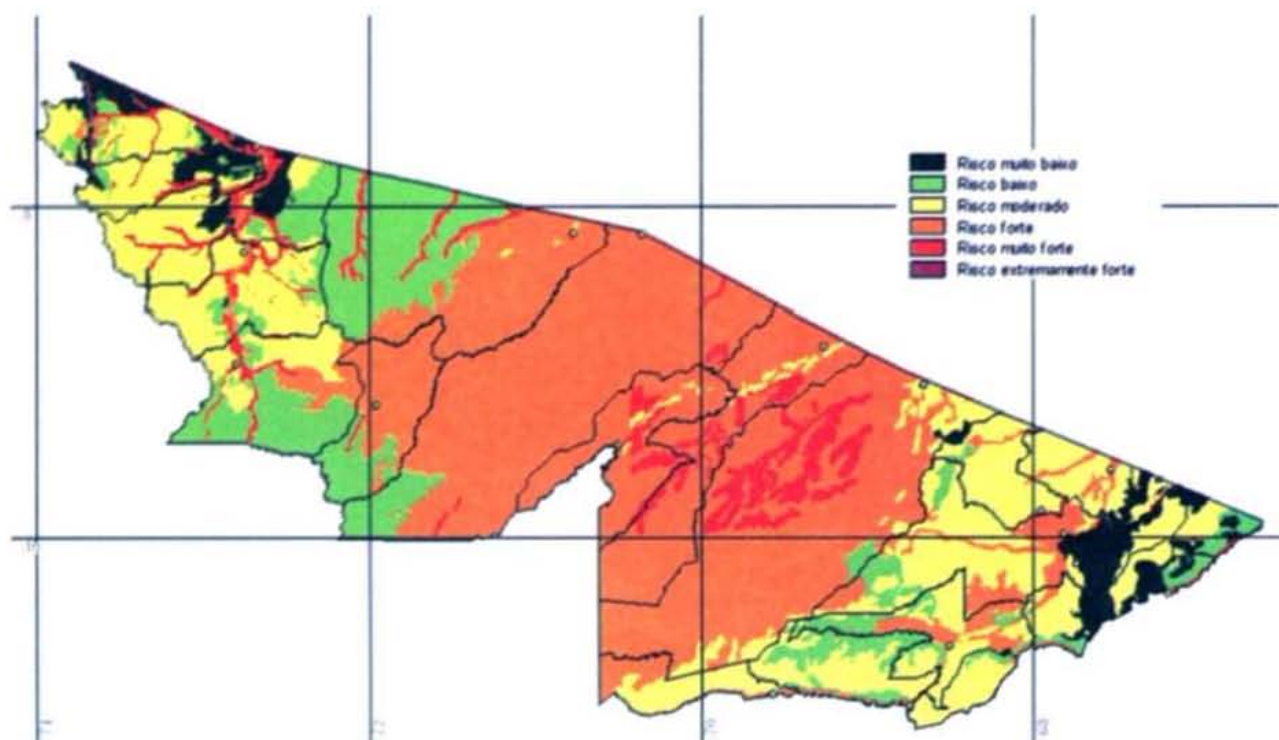 Risco muito baixo
Risco baixo
Risco moderado
Risco forte
Risco muito forte
Risco extremamente forte